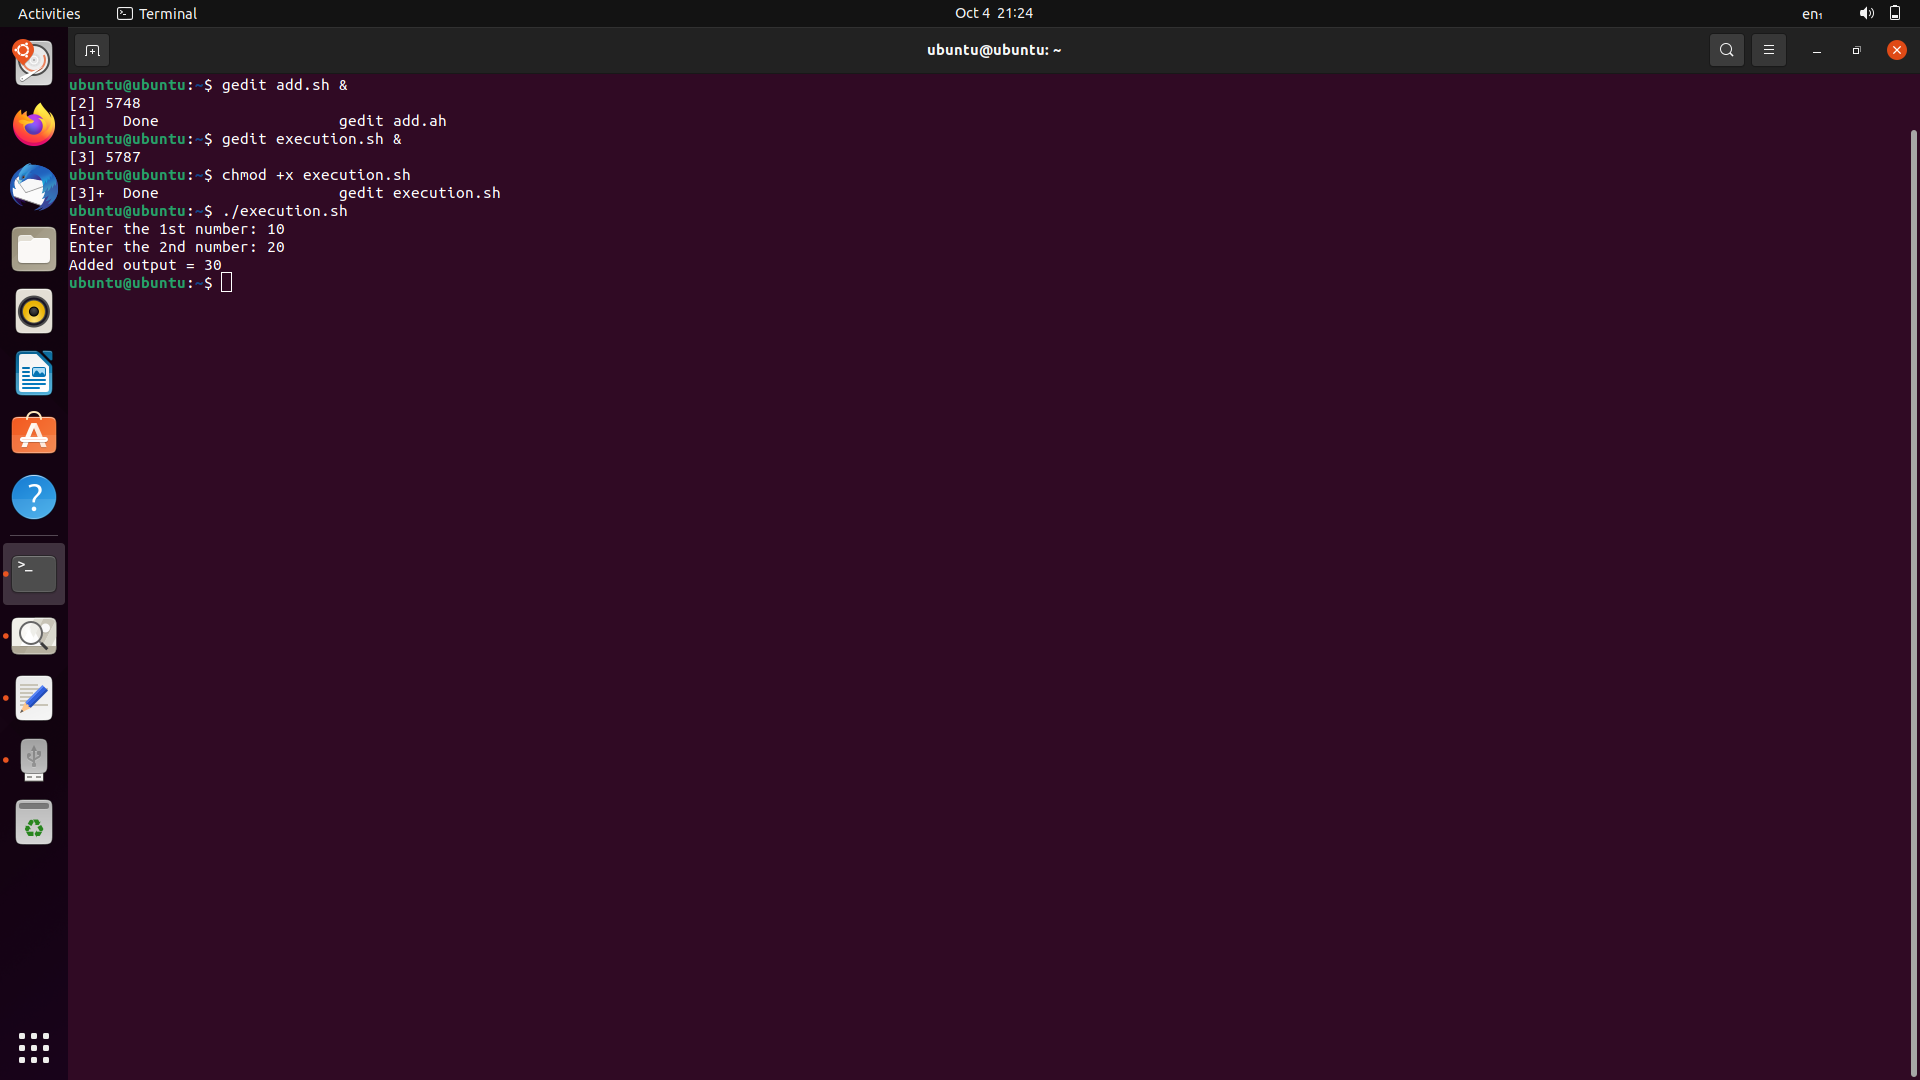 Activities
Terminal
Oct 4 21:24
en₁
ubuntu@ubuntu: ~
ubuntu@ubuntu:~$ gedit add.sh &
[2] 5748
[1]   Done                    gedit add.ah
ubuntu@ubuntu:~$ gedit execution.sh &
[3] 5787
ubuntu@ubuntu:~$ chmod +x execution.sh
[3]+  Done                    gedit execution.sh
ubuntu@ubuntu:~$ ./execution.sh
Enter the 1st number: 10
Enter the 2nd number: 20
Added output = 30
ubuntu@ubuntu:~$